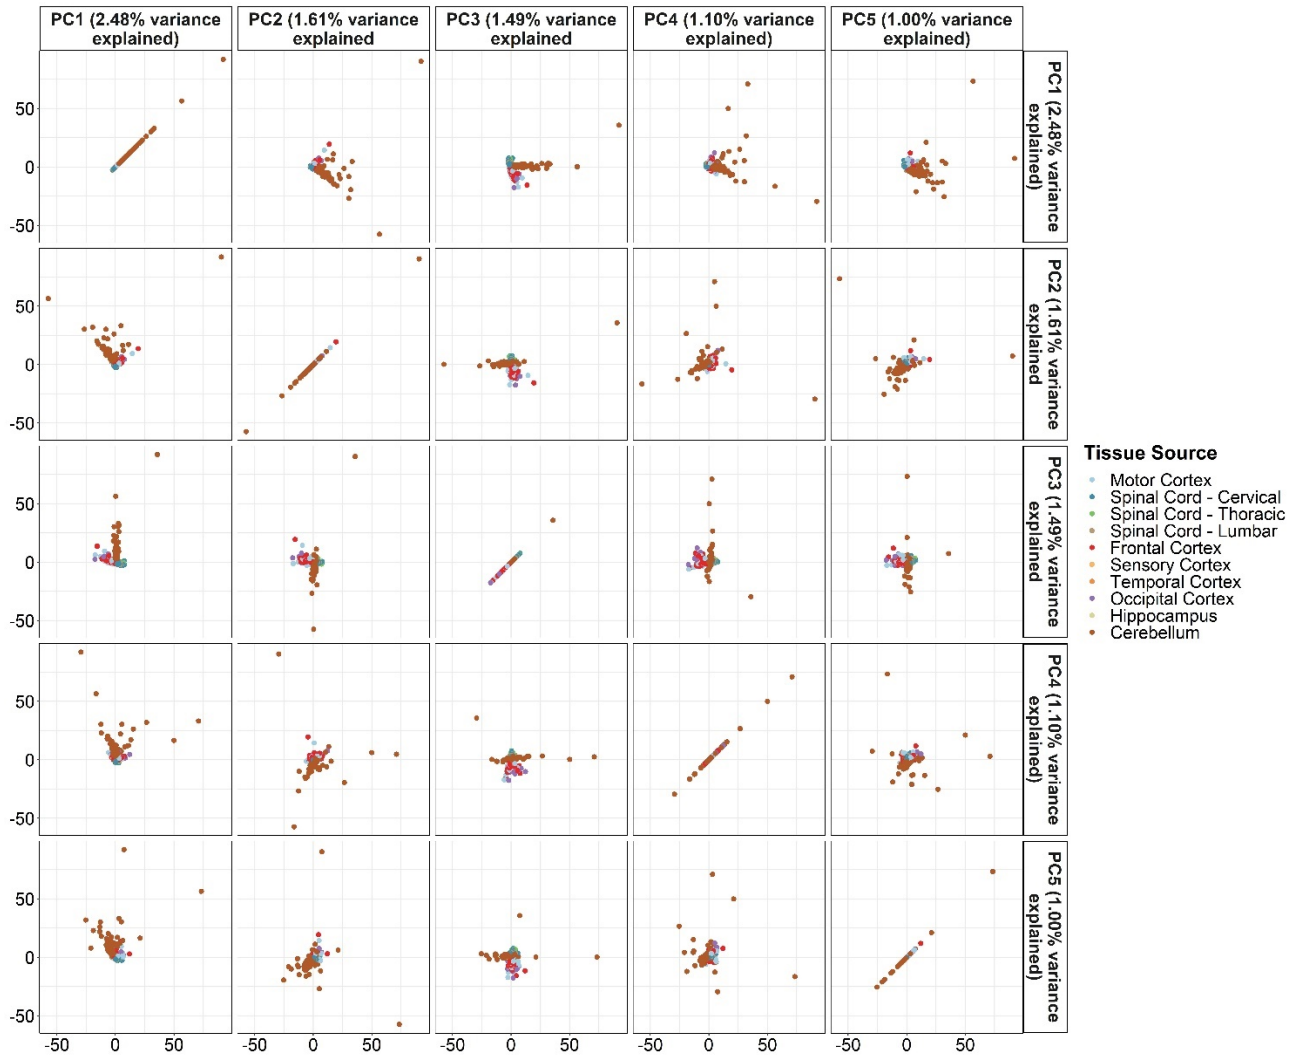 PC1 (2.48% variance
explained)
PC2 (1.61% variance
explained
PC3 (1.49% variance
explained
PC4 (1.10% variance
explained)
PC5 (1.00% variance
explained)
50
0
-50
PC1 (2.48% variance
explained)
50
0
-50
PC2 (1.61% variance
explained
50
0
-50
PC3 (1.49% variance
explained
50
0
-50
PC4 (1.10% variance
explained)
50
0
-50
PC5 (1.00% variance
explained)
-50 0 50 -50 0 50 -50 0 50 -50 0 50 -50 0 50
Tissue Source
Motor Cortex
Spinal Cord - Cervical
Spinal Cord - Thoracic
Spinal Cord - Lumbar
Frontal Cortex
Sensory Cortex
Temporal Cortex
Occipital Cortex
Hippocampus
Cerebellum